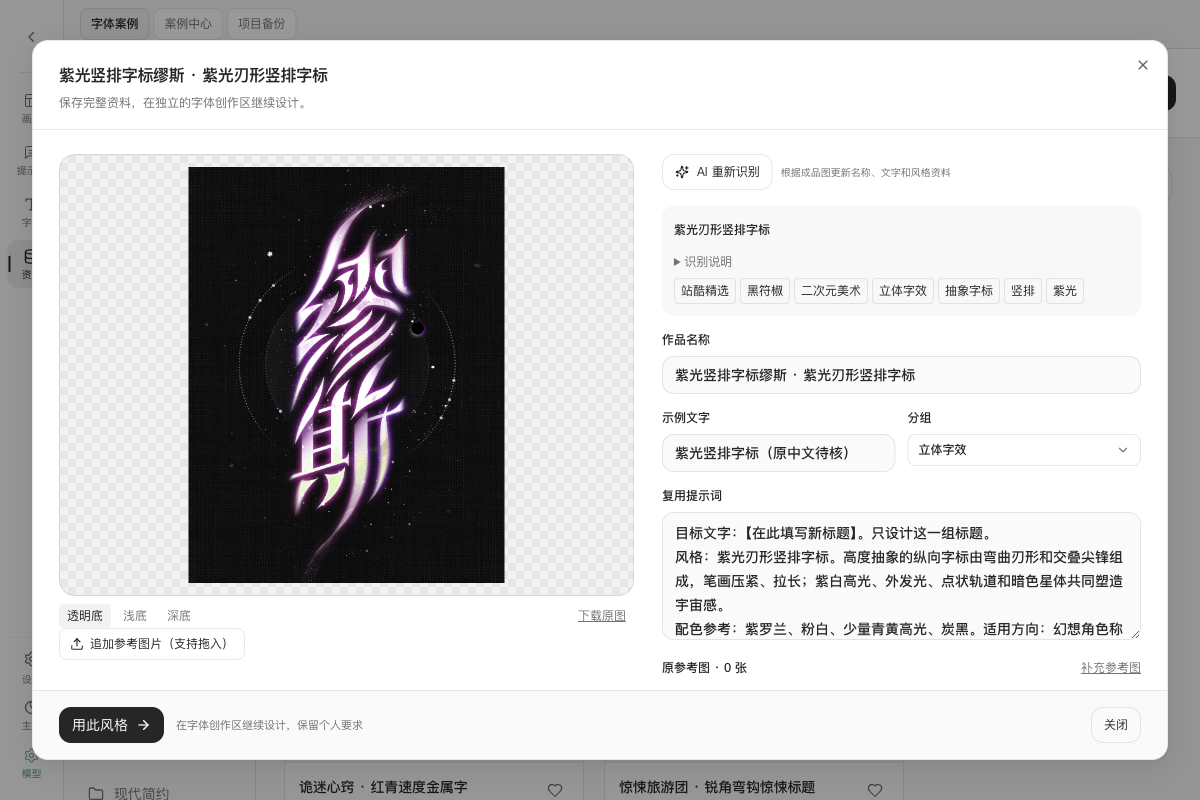 字体案例
案例中心
项目备份
紫光竖排字标缪斯 · 紫光刃形竖排字标
保存完整资料，在独立的字体创作区继续设计。
缪斯
透明底
浅底
深底
下载原图
追加参考图片（支持拖入）
AI 重新识别
根据成品图更新名称、文字和风格资料
紫光刃形竖排字标
识别说明
站酷精选
黑符椒
二次元美术
立体字效
抽象字标
竖排
紫光
作品名称
紫光竖排字标缪斯 · 紫光刃形竖排字标
示例文字
分组
紫光竖排字标（原中文待核）
立体字效
复用提示词
目标文字：【在此填写新标题】。只设计这一组标题。
风格：紫光刃形竖排字标。高度抽象的纵向字标由弯曲刃形和交叠尖锋组
成，笔画压紧、拉长；紫白高光、外发光、点状轨道和暗色星体共同塑造
宇宙感。
配色参考：紫罗兰、粉白、少量青黄高光、炭黑。适用方向：幻想角色称
原参考图 · 0 张
补充参考图
用此风格
在字体创作区继续设计，保留个人要求
关闭
模型
现代简约
诡迷心窍 · 红青速度金属字
惊悚旅游团 · 锐角弯钩惊悚标题